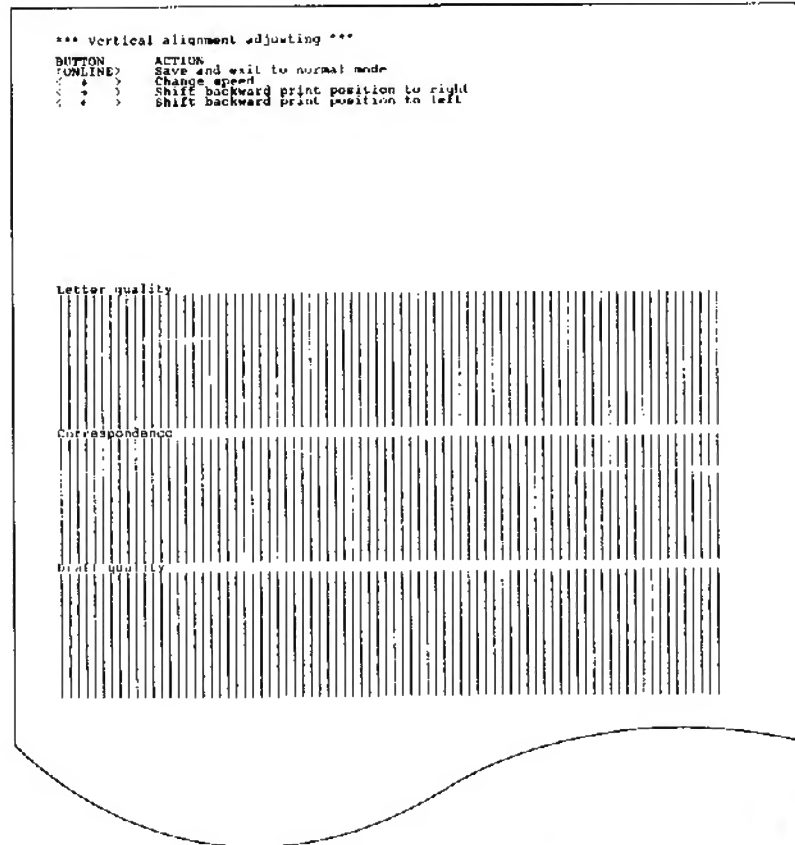 *** Vertical alignment adjusting ***
BUTTON ACTION
<ONLINE> Save and exit to normal mode
< > Change speed
< > Shift backward print position to right
< > Shift backward print position to left
Letter quality
Correspondence
Draft quality